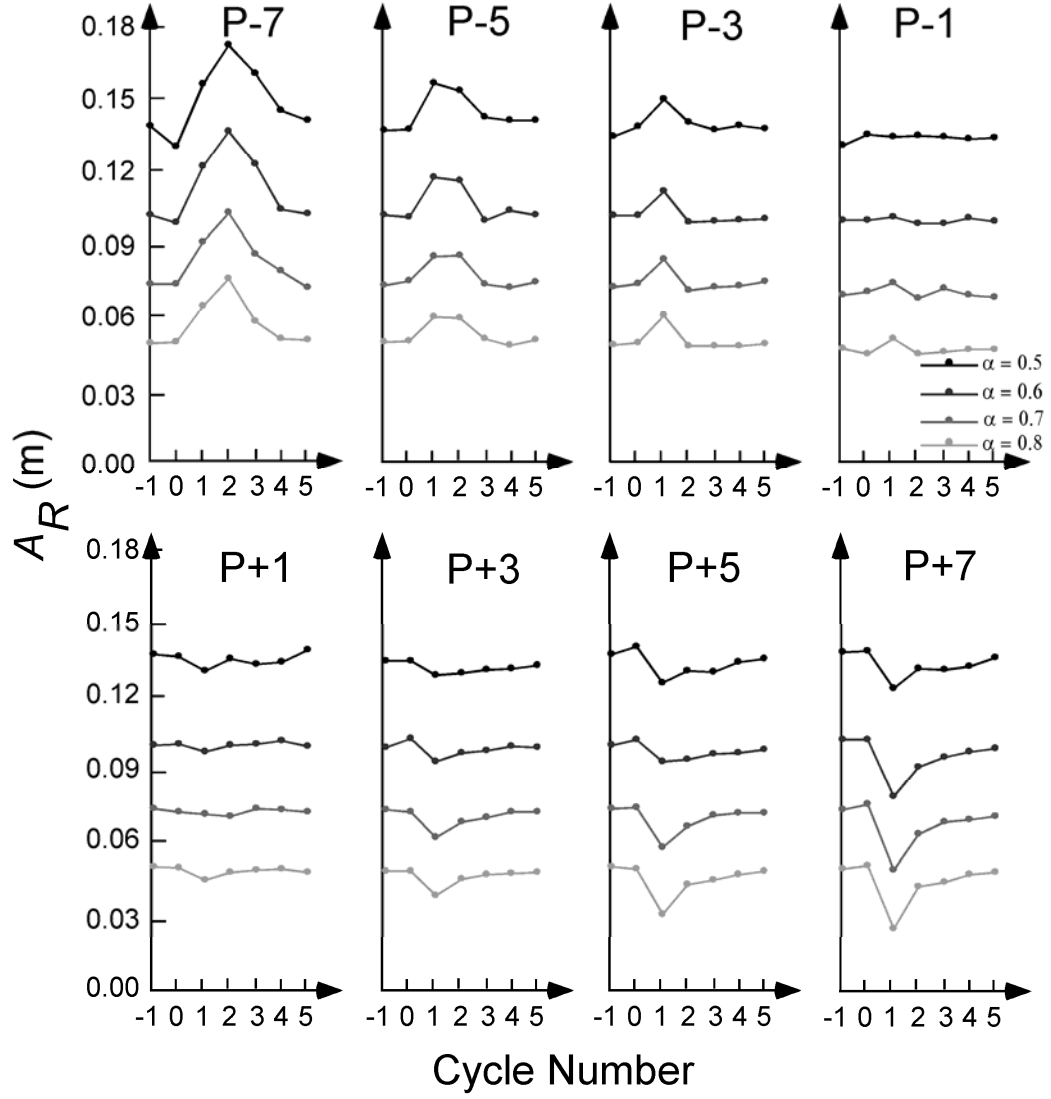 P-7 P-5 P-3 P-1
0.18
0.15
0.12
0.09
0.06
0.03
0.00
α = 0.5
α = 0.6
α = 0.7
α = 0.8
-1 0 1 2 3 4 5 -1 0 1 2 3 4 5 -1 0 1 2 3 4 5 -1 0 1 2 3 4 5
A_R (m)
P+1 P+3 P+5 P+7
0.18
0.15
0.12
0.09
0.06
0.03
0.00
-1 0 1 2 3 4 5 -1 0 1 2 3 4 5 -1 0 1 2 3 4 5 -1 0 1 2 3 4 5
Cycle Number